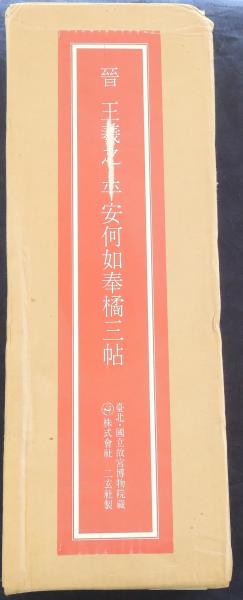 晉 王羲之 平安何如奉橘三帖
臺北・國立故宮博物院藏
株式會社 二玄社製